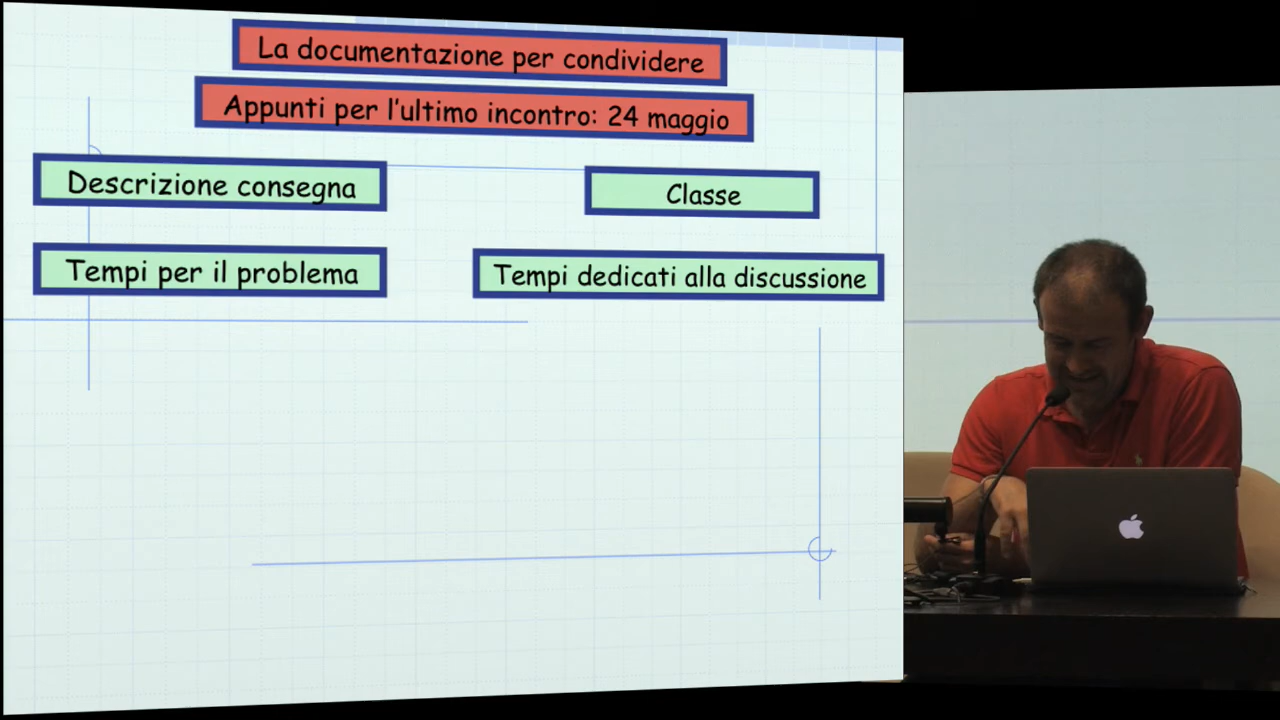 La documentazione per condividere
Appunti per l'ultimo incontro: 24 maggio
Descrizione consegna
Classe
Tempi per il problema
Tempi dedicati alla discussione